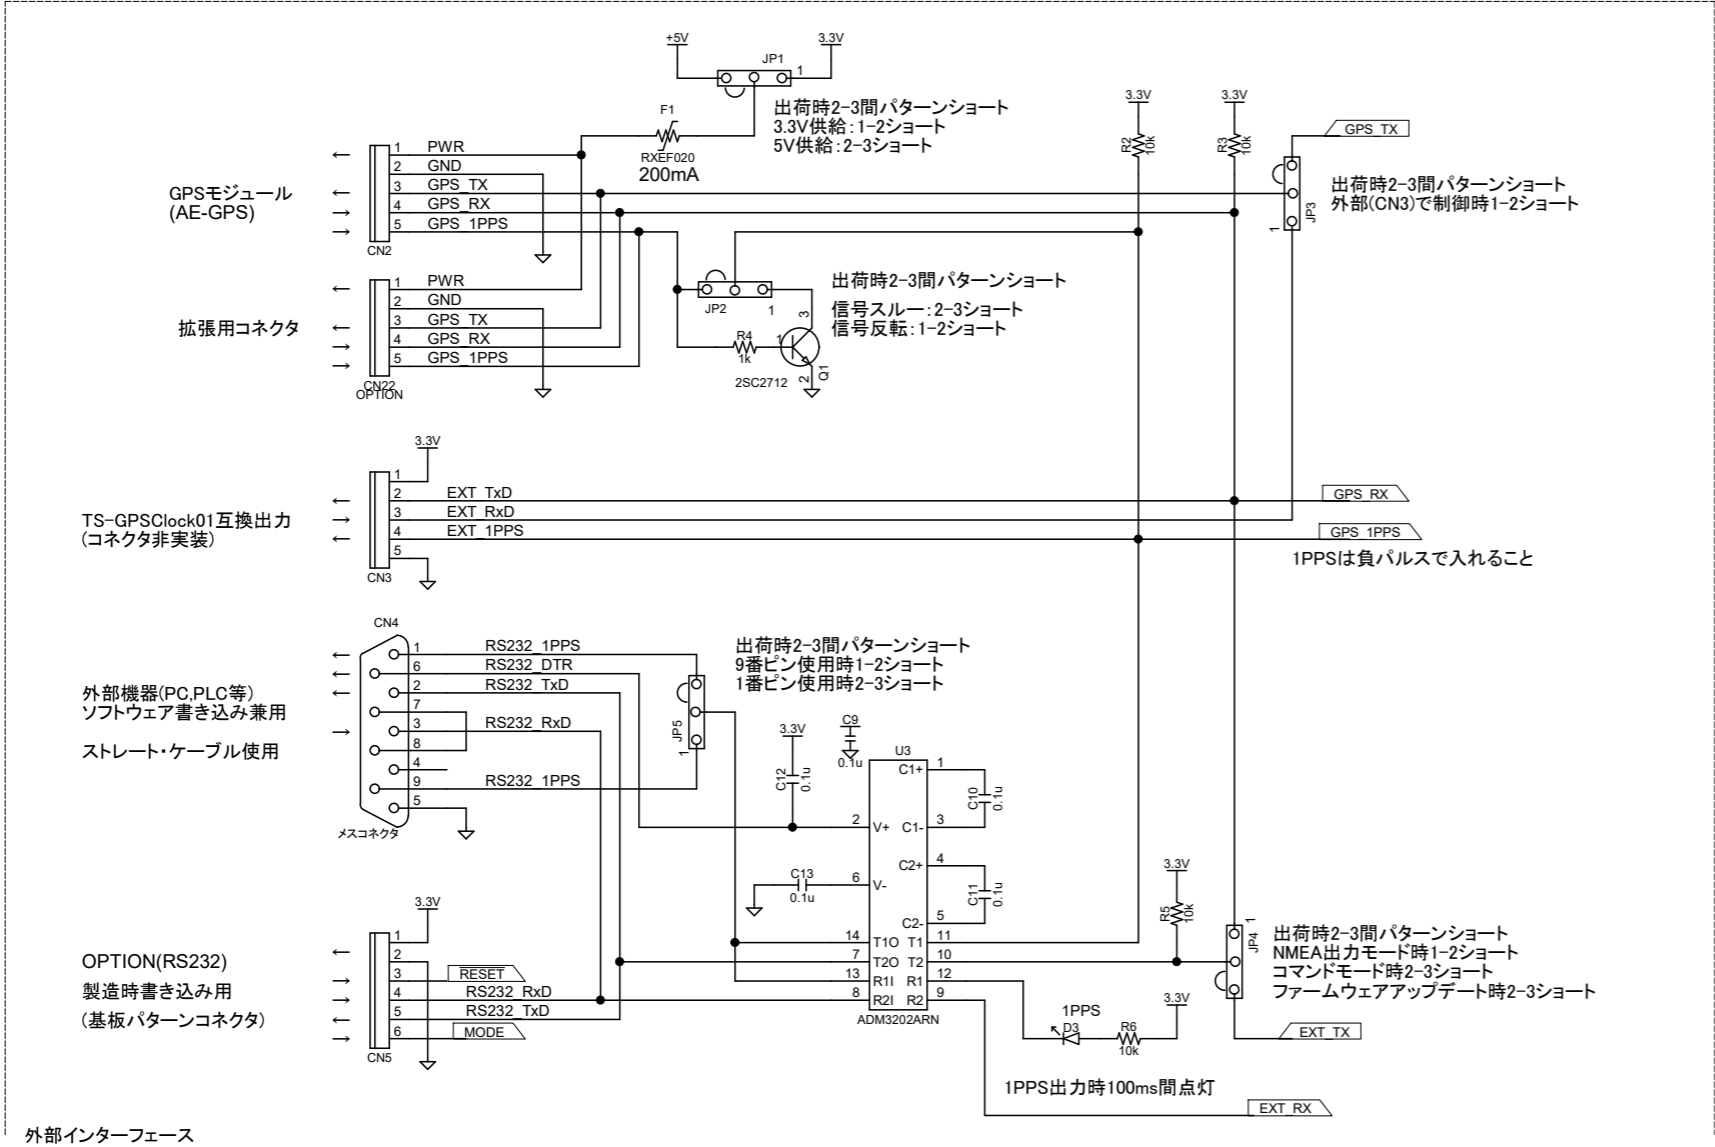 +5V
3.3V
JP1
1
出荷時2-3間パターンショート
3.3V供給:1-2ショート
5V供給:2-3ショート
F1
RXEF020
200mA
3.3V
R2
10k
3.3V
R3
10k
GPS_TX
JP3
1
出荷時2-3間パターンショート
外部(CN3)で制御時1-2ショート
GPSモジュール
(AE-GPS)
← 1 PWR
2 GND
← 3 GPS_TX
→ 4 GPS_RX
→ 5 GPS_1PPS
CN2
拡張用コネクタ
← 1 PWR
2 GND
← 3 GPS_TX
→ 4 GPS_RX
→ 5 GPS_1PPS
CN22
OPTION
JP2
1
出荷時2-3間パターンショート
信号スルー:2-3ショート
信号反転:1-2ショート
R4
1k
1
3
2
Q1
2SC2712
3.3V
TS-GPSClock01互換出力
(コネクタ非実装)
1
← 2 EXT_TxD
→ 3 EXT_RxD
← 4 EXT_1PPS
5
CN3
GPS_RX
GPS_1PPS
1PPSは負パルスで入れること
CN4
外部機器(PC,PLC等)
ソフトウェア書き込み兼用
ストレート・ケーブル使用
← 1 RS232_1PPS
← 6 RS232_DTR
← 2 RS232_TxD
7
→ 3 RS232_RxD
8
4
9 RS232_1PPS
5
メスコネクタ
JP5
1
出荷時2-3間パターンショート
9番ピン使用時1-2ショート
1番ピン使用時2-3ショート
3.3V
C12
0.1u
C9
0.1u
U3
C1+ 1
C10
0.1u
2 V+ C1- 3
C2+ 4
C11
0.1u
6 V-
C13
0.1u
C2- 5
14 T1O T1 11
7 T2O T2 10
13 R1I R1 12
8 R2I R2 9
ADM3202ARN
3.3V
R5
10k
JP4
1
出荷時2-3間パターンショート
NMEA出力モード時1-2ショート
コマンドモード時2-3ショート
ファームウェアアップデート時2-3ショート
EXT_TX
1PPS
D3
R6
10k
3.3V
1PPS出力時100ms間点灯
EXT_RX
3.3V
OPTION(RS232)
製造時書き込み用
(基板パターンコネクタ)
← 1
2
→ 3 RESET
→ 4 RS232_RxD
← 5 RS232_TxD
→ 6 MODE
CN5
外部インターフェース